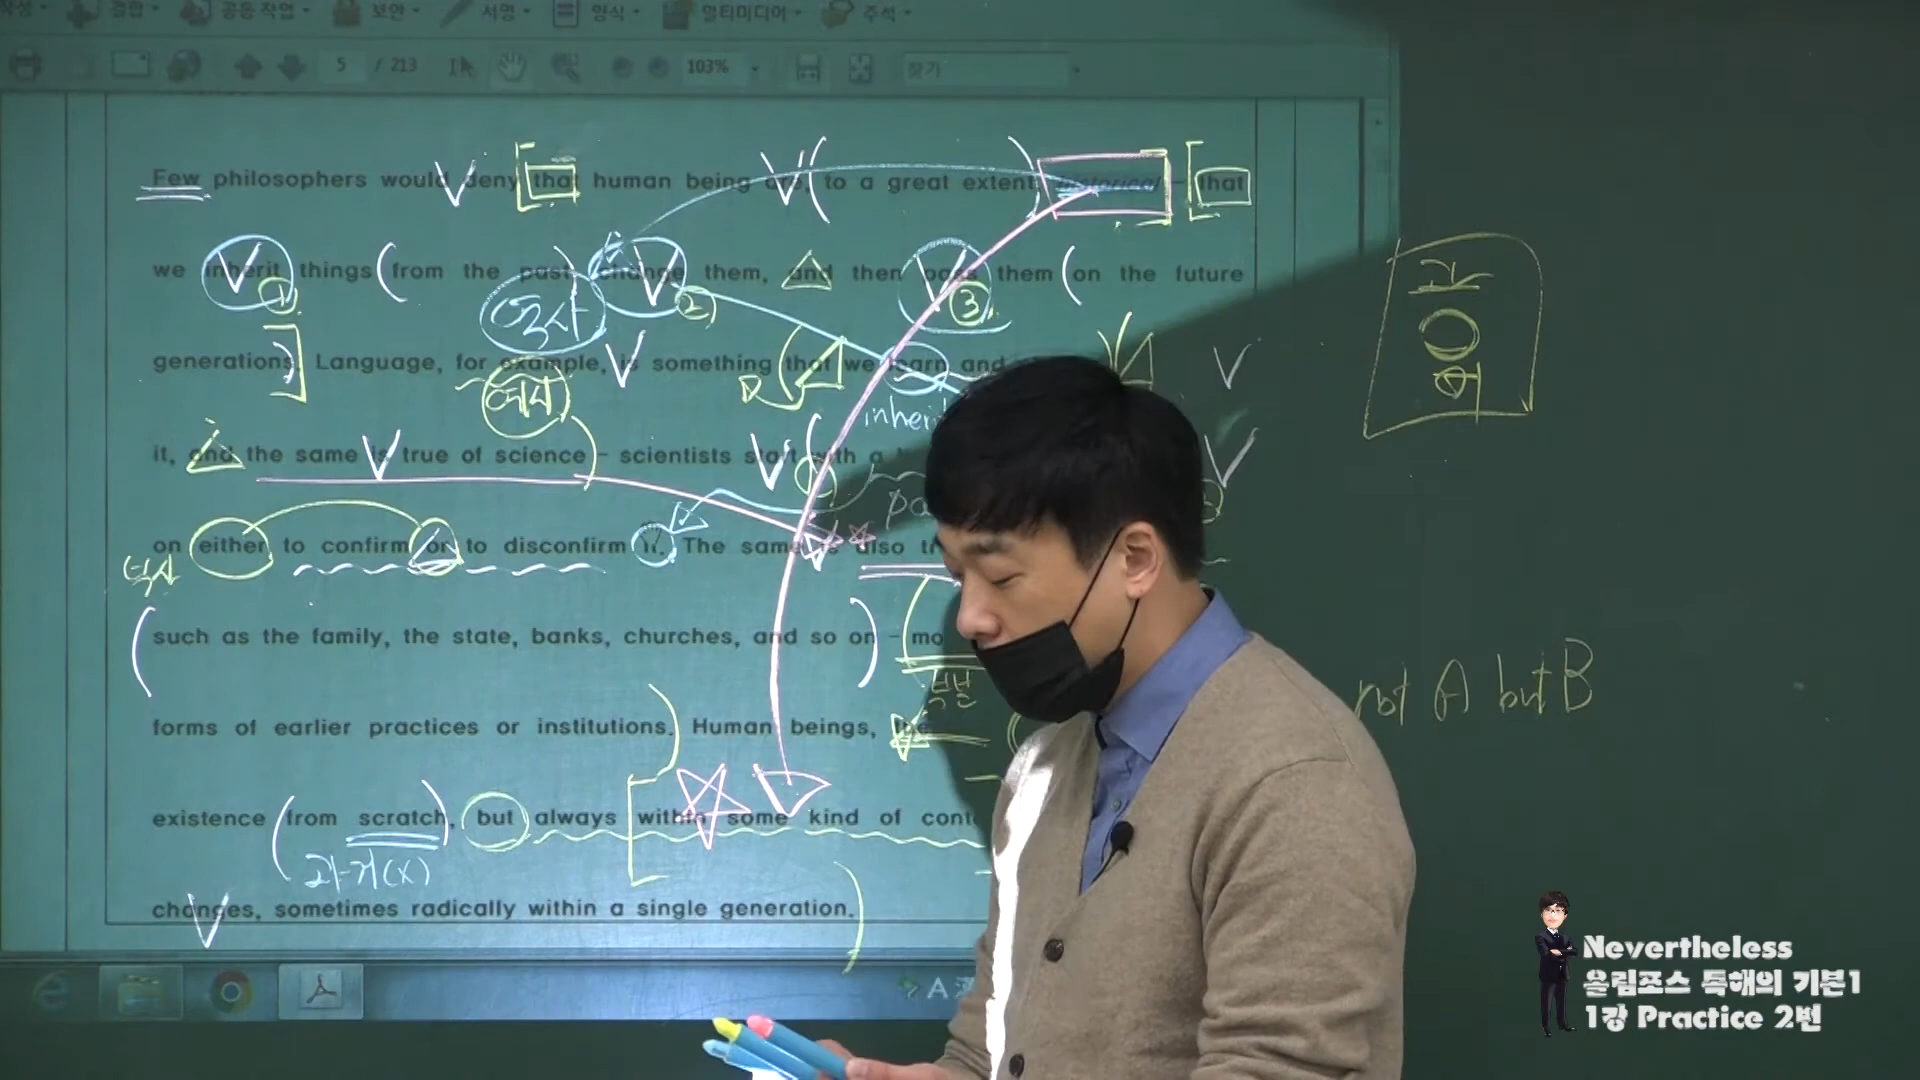 결합 공동 작업 보안 서명 양식 멀티미디어 주석
5 / 213 103% 찾기
Few philosophers would deny that human being are, to a great extent, historical - that
we inherit things from the past, change them, and then pass them on the future
generations. Language, for example, is something that we learn and
it, and the same is true of science - scientists start with a
on either to confirm or to disconfirm it. The same is also
such as the family, the state, banks, churches, and so on - mo
forms of earlier practices or institutions. Human beings,
existence from scratch, but always within some kind of
changes, sometimes radically within a single generation.
① ② ③
역사
예시
과거(X)
not A but B
A
Nevertheless
올림포스 독해의 기본1
1강 Practice 2번